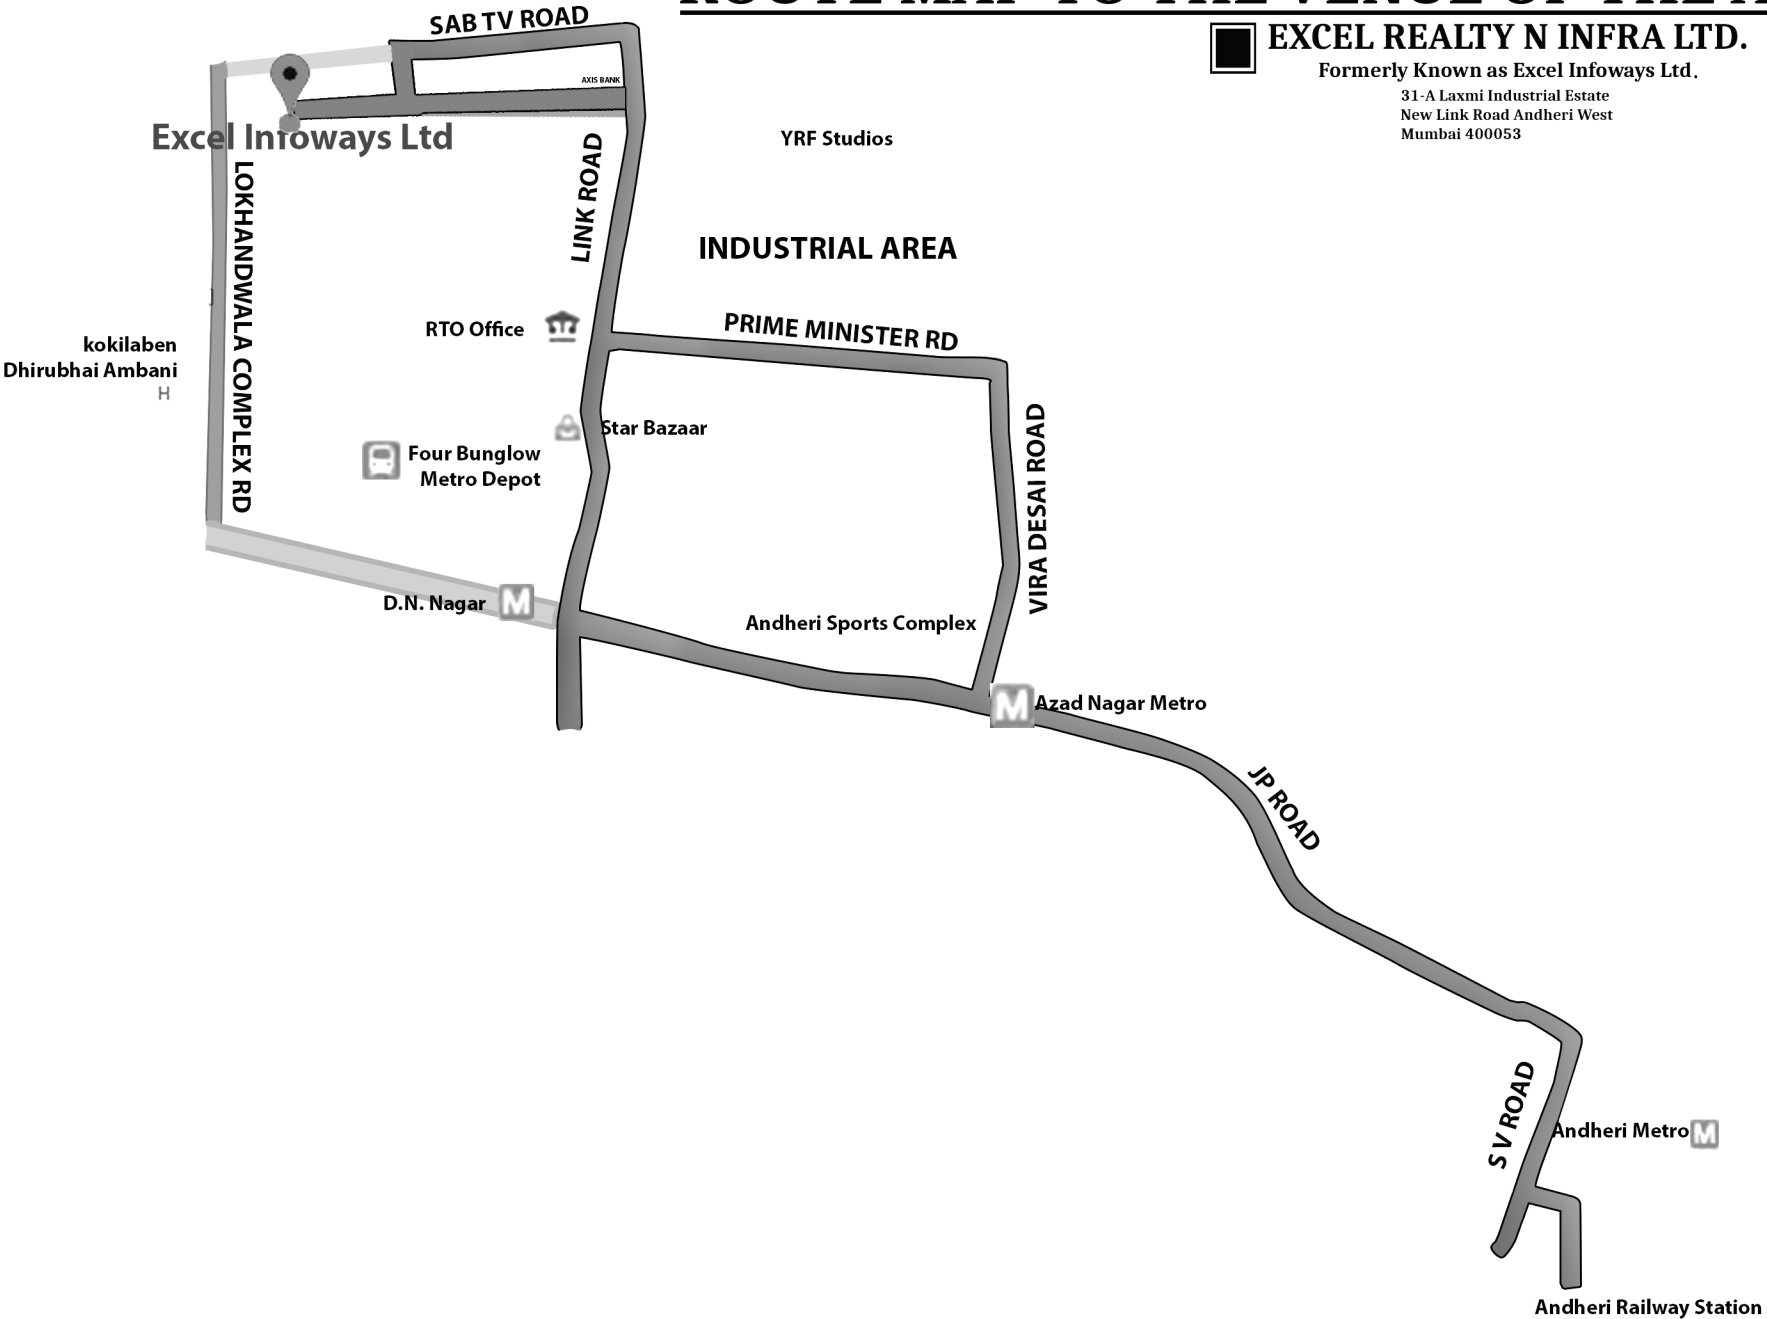 SAB TV ROAD
EXCEL REALTY N INFRA LTD.
Formerly Known as Excel Infoways Ltd.
31-A Laxmi Industrial Estate
New Link Road Andheri West
Mumbai 400053
AXIS BANK
Excel Infoways Ltd
YRF Studios
LINK ROAD
LOKHANDWALA COMPLEX RD
INDUSTRIAL AREA
RTO Office
PRIME MINISTER RD
kokilaben
Dhirubhai Ambani
H
Star Bazaar
Four Bunglow
Metro Depot
VIRA DESAI ROAD
D.N. Nagar M
Andheri Sports Complex
M Azad Nagar Metro
JP ROAD
S V ROAD
Andheri Metro M
Andheri Railway Station